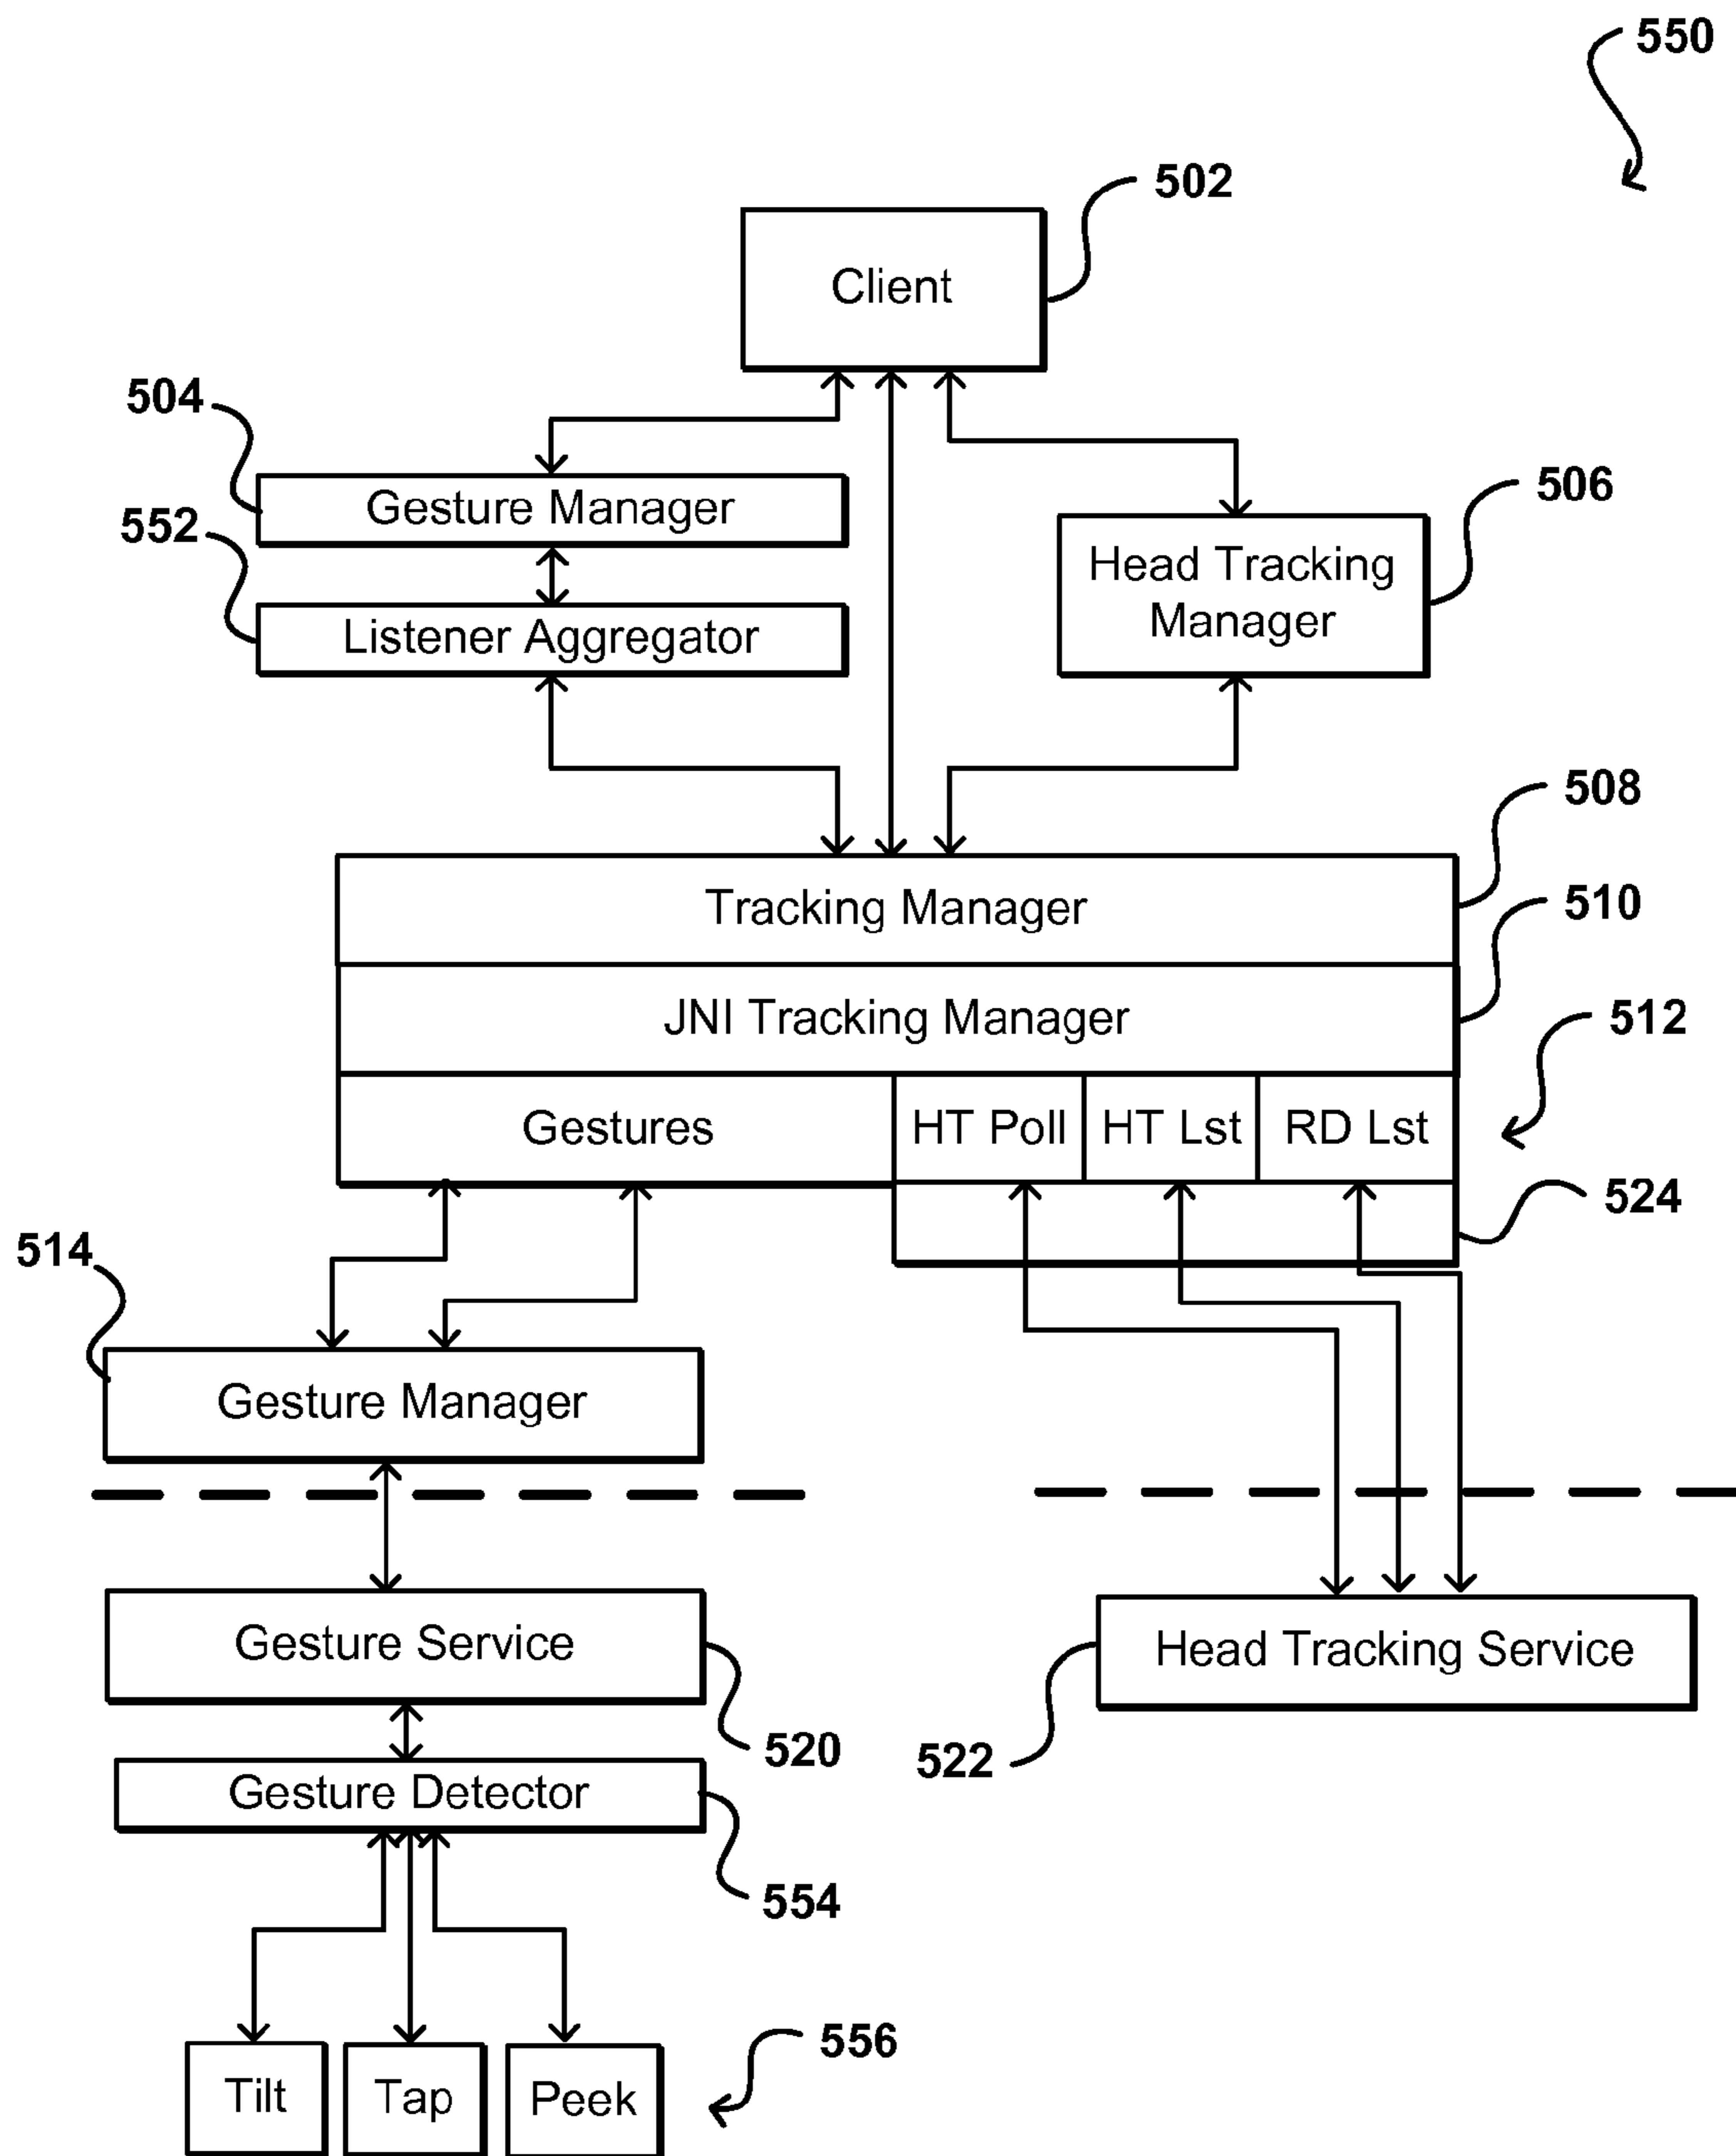 550
502
Client
504
Gesture Manager
506
552
Head Tracking
Manager
Listener Aggregator
508
Tracking Manager
510
JNI Tracking Manager
512
Gestures
HT Poll
HT Lst
RD Lst
524
514
Gesture Manager
Gesture Service
Head Tracking Service
520
522
Gesture Detector
554
556
Tilt
Tap
Peek